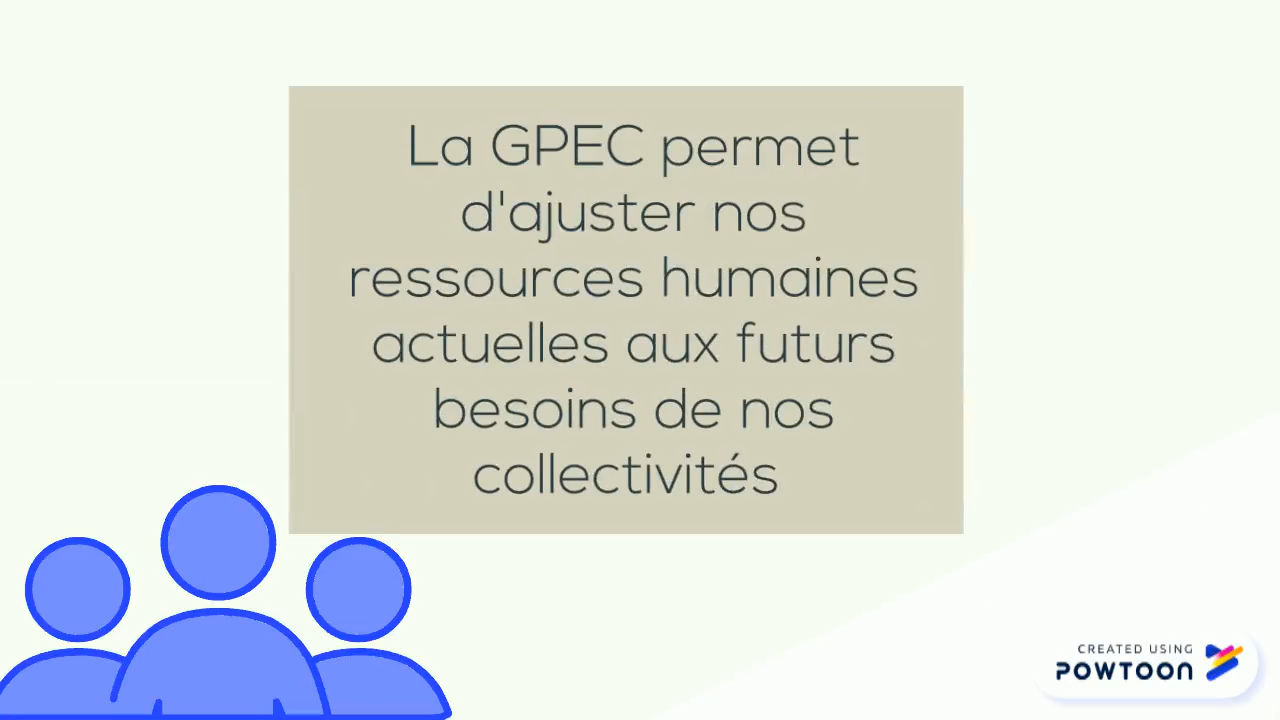 La GPEC permet
d'ajuster nos
ressources humaines
actuelles aux futurs
besoins de nos
collectivités
CREATED USING
POWTOON